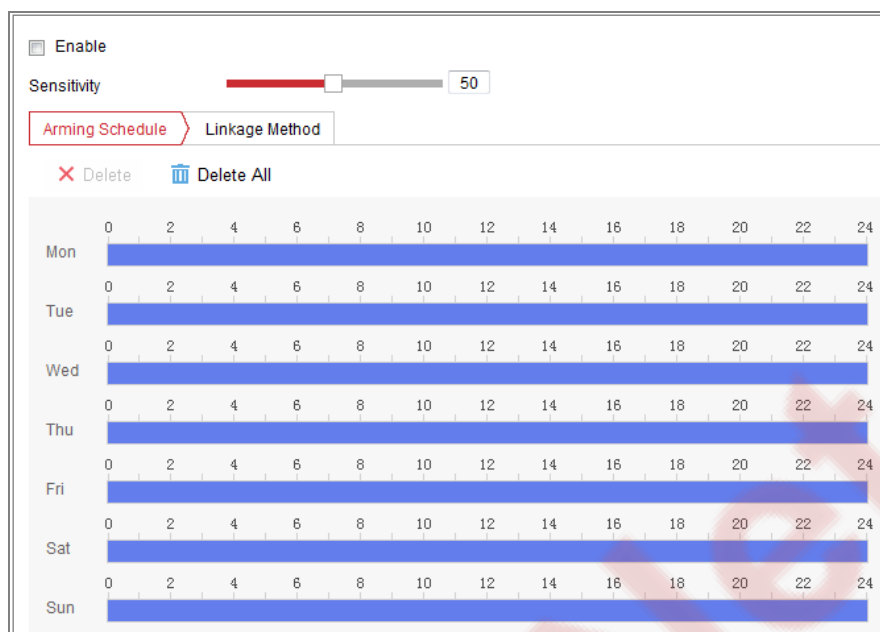 Enable
Sensitivity 50
Arming Schedule Linkage Method
Delete Delete All
0 2 4 6 8 10 12 14 16 18 20 22 24
Mon
0 2 4 6 8 10 12 14 16 18 20 22 24
Tue
0 2 4 6 8 10 12 14 16 18 20 22 24
Wed
0 2 4 6 8 10 12 14 16 18 20 22 24
Thu
0 2 4 6 8 10 12 14 16 18 20 22 24
Fri
0 2 4 6 8 10 12 14 16 18 20 22 24
Sat
0 2 4 6 8 10 12 14 16 18 20 22 24
Sun